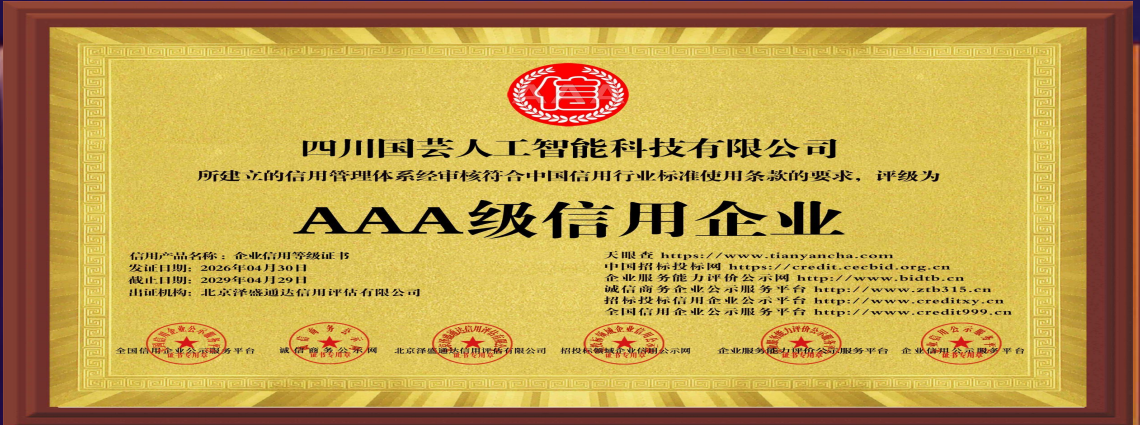 信
四川国芸人工智能科技有限公司
所建立的信用管理体系经审核符合中国信用行业标准使用条款的要求，评级为
AAA级信用企业
信用产品名称：企业信用等级证书
发证日期：2026年04月30日
截止日期：2029年04月29日
出证机构：北京泽盛通达信用评估有限公司
天眼查 https://www.tianyancha.com
中国招标投标网 https://credit.cecbid.org.cn
企业服务能力评价公示网 http://www.bidtb.cn
诚信商务企业公示服务平台 http://www.ztb315.cn
招标投标信用企业公示平台 http://www.creditxy.cn
全国信用企业公示服务平台 http://www.credit999.cn
全国信用企业公示服务平台
诚信商务公示网
北京泽盛通达信用评估有限公司
招投标领域企业信用公示网
企业服务能力评价公示服务平台
企业信用公示服务平台